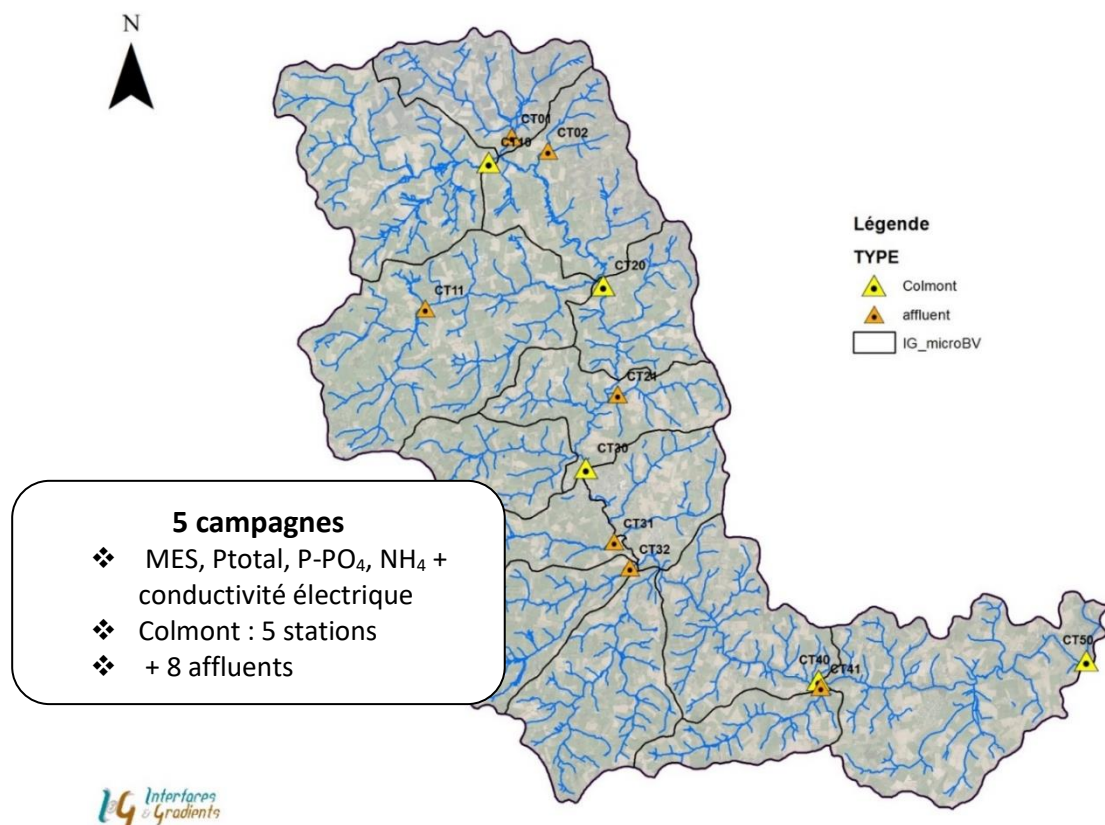 N
CT01
CT02
CT10
CT20
CT11
CT21
CT30
CT31
CT32
CT40
CT41
CT50
Légende
TYPE
Colmont
affluent
IG_microBV
5 campagnes
❖ MES, Ptotal, P-PO₄, NH₄ +
conductivité électrique
❖ Colmont : 5 stations
❖ + 8 affluents
I&G Interfaces
& Gradients